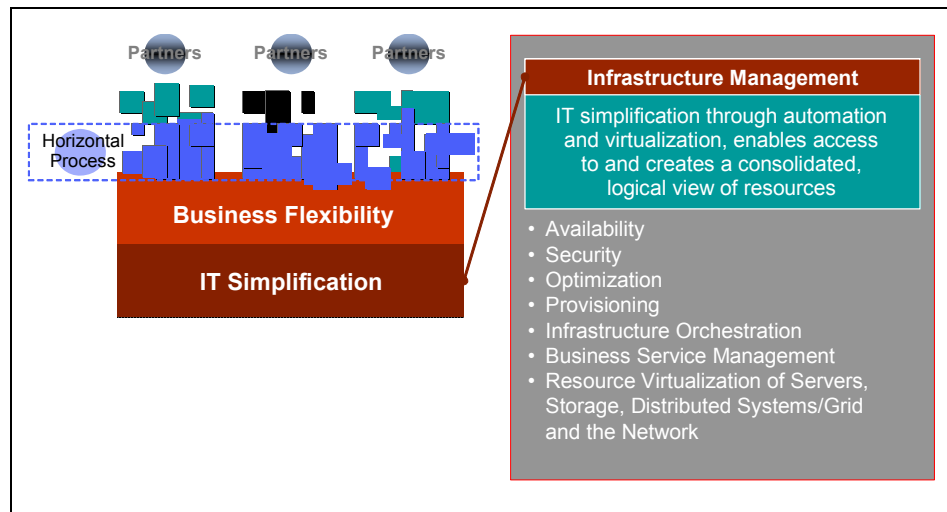 Partners Partners Partners
Horizontal
Process
Business Flexibility
IT Simplification
Infrastructure Management
IT simplification through automation
and virtualization, enables access
to and creates a consolidated,
logical view of resources
• Availability
• Security
• Optimization
• Provisioning
• Infrastructure Orchestration
• Business Service Management
• Resource Virtualization of Servers,
Storage, Distributed Systems/Grid
and the Network